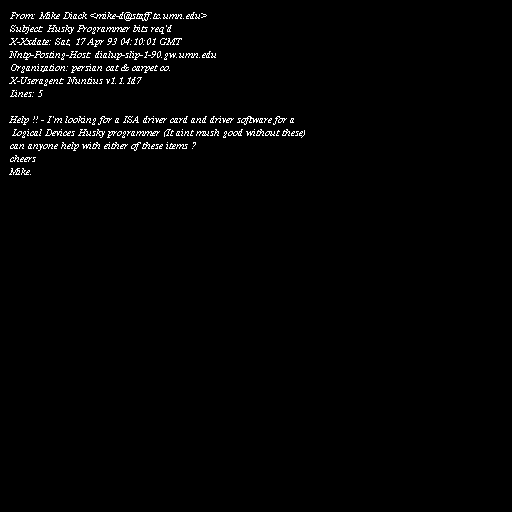 From: Mike Diack <mike-d@staff.tc.umn.edu>
Subject: Husky Programmer bits req'd
X-Xxdate: Sat, 17 Apr 93 04:10:01 GMT
Nntp-Posting-Host: dialup-slip-1-90.gw.umn.edu
Organization: persian cat & carpet co.
X-Useragent: Nuntius v1.1.1d7
Lines: 5

Help !! - I'm looking for a ISA driver card and driver software for a
Logical Devices Husky programmer (It aint mush good without these)
can anyone help with either of these items ?
cheers
Mike.